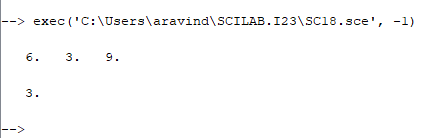 --> exec('C:\Users\aravind\SCILAB.I23\SC18.sce', -1)
6. 3. 9.
3.
-->